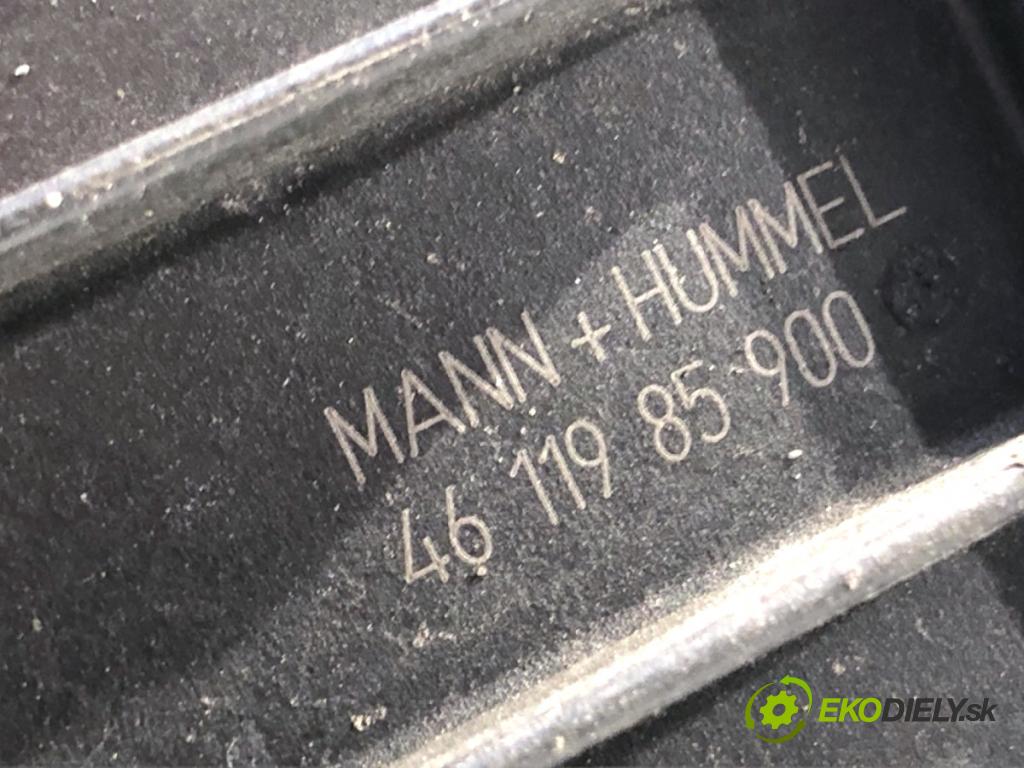 MANN + HUMMEL
46 119 85 900
EKODIELY.sk